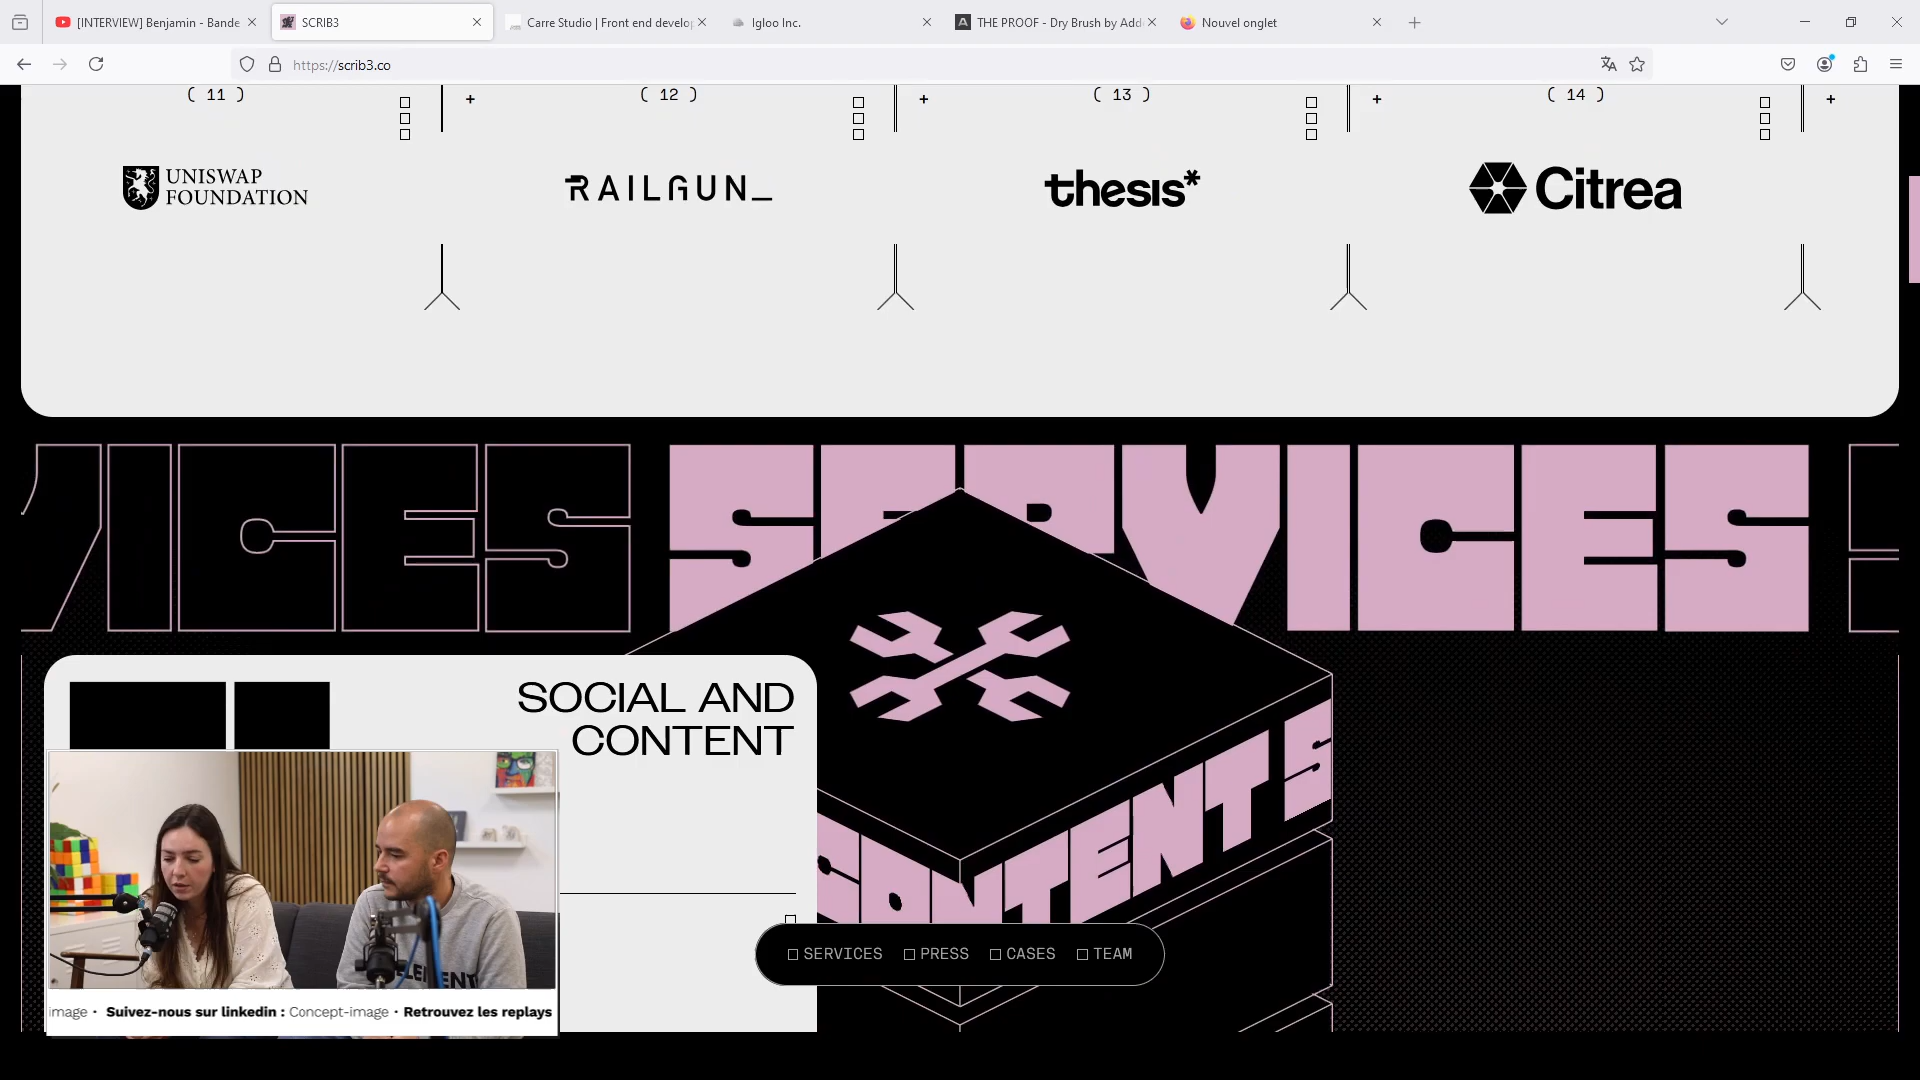 [INTERVIEW] Benjamin - Bande
SCRIB3
Carre Studio | Front end develo
Igloo Inc.
THE PROOF - Dry Brush by Add
Nouvel onglet
https://scrib3.co
( 11 )
( 12 )
( 13 )
( 14 )
UNISWAP
FOUNDATION
RAILGUN_
thesis*
Citrea
VICES SERVICES
SOCIAL AND
CONTENT
CONTENT S
SERVICES PRESS CASES TEAM
image · Suivez-nous sur linkedin : Concept-image · Retrouvez les replays